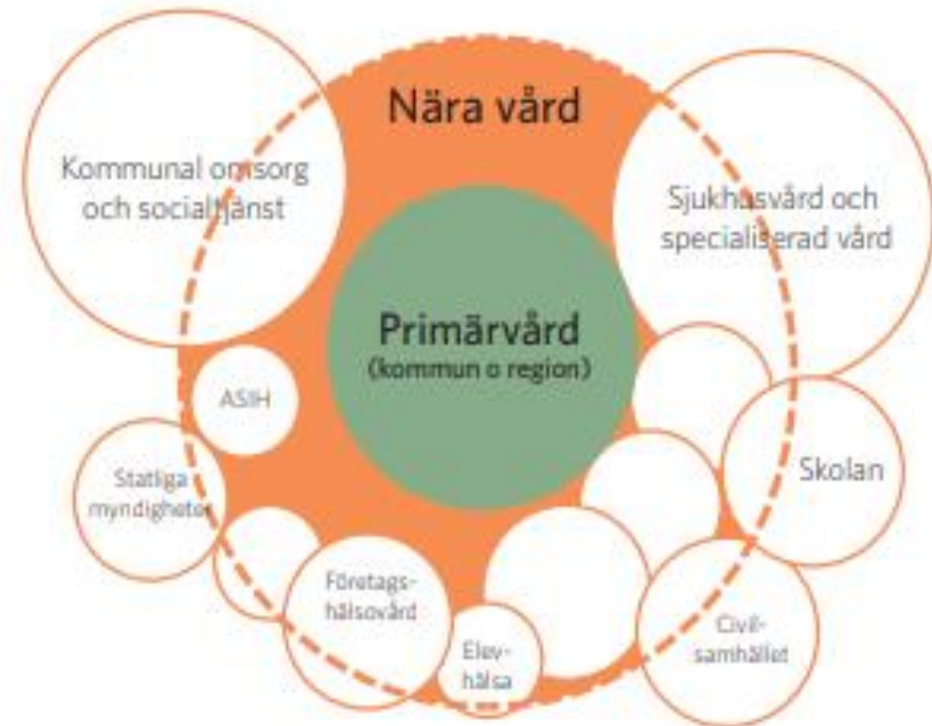 Nära vård
Kommunal omsorg
och socialtjänst
Sjukhusvård och
specialiserad vård
Primärvård
(kommun o region)
ASIH
Statliga
myndigheter
Skolan
Företags-
hälsovård
Elev-
hälsa
Civil-
samhället